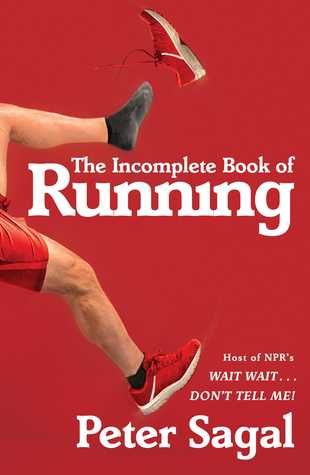 The Incomplete Book of
Running
Host of NPR's
WAIT WAIT...
DON'T TELL ME!
Peter Sagal